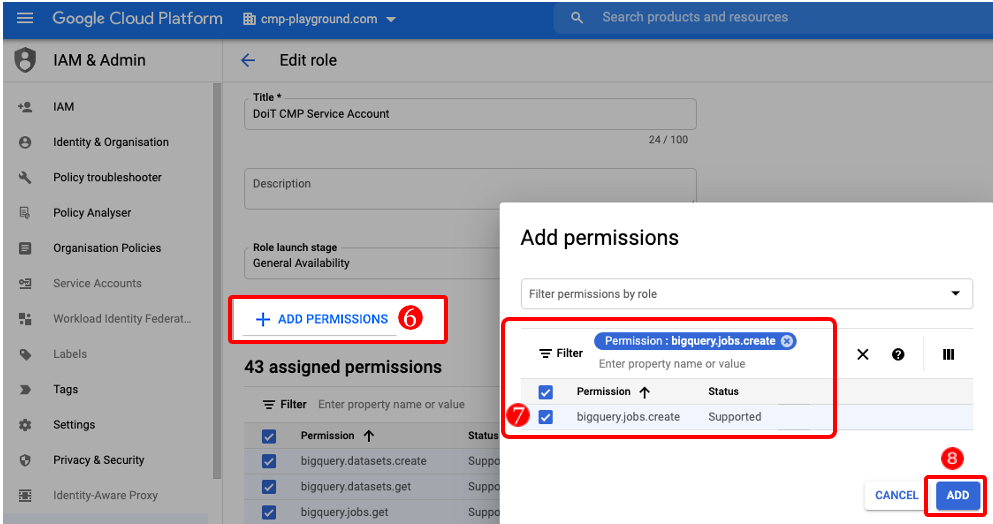 Google Cloud Platform
cmp-playground.com
Search products and resources
IAM & Admin
Edit role
IAM
Identity & Organisation
Policy troubleshooter
Policy Analyser
Organisation Policies
Service Accounts
Workload Identity Federat...
Labels
Tags
Settings
Privacy & Security
Identity-Aware Proxy
Title *
DoiT CMP Service Account
24 / 100
Description
Role launch stage
General Availability
ADD PERMISSIONS 6
43 assigned permissions
Filter Enter property name or value
Permission Status
bigquery.datasets.create Suppo
bigquery.datasets.get Suppo
bigquery.jobs.get Suppo
Add permissions
Filter permissions by role
Filter Permission : bigquery.jobs.create
Enter property name or value
Permission Status
7 bigquery.jobs.create Supported
8
CANCEL ADD